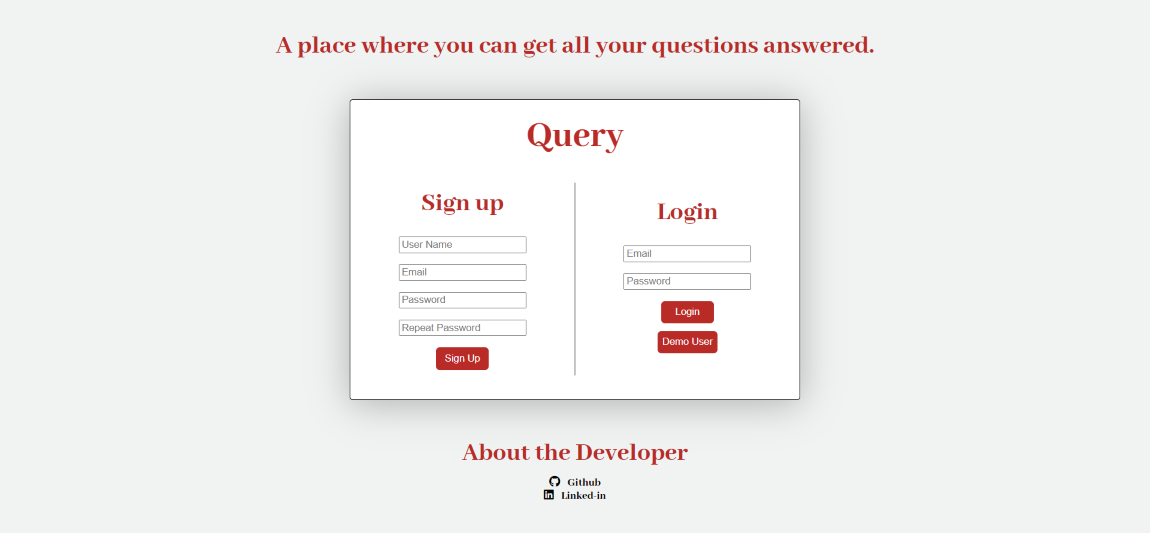 A place where you can get all your questions answered.
Query
Sign up
User Name
Email
Password
Repeat Password
Sign Up
Login
Email
Password
Login
Demo User
About the Developer
Github
Linked-in